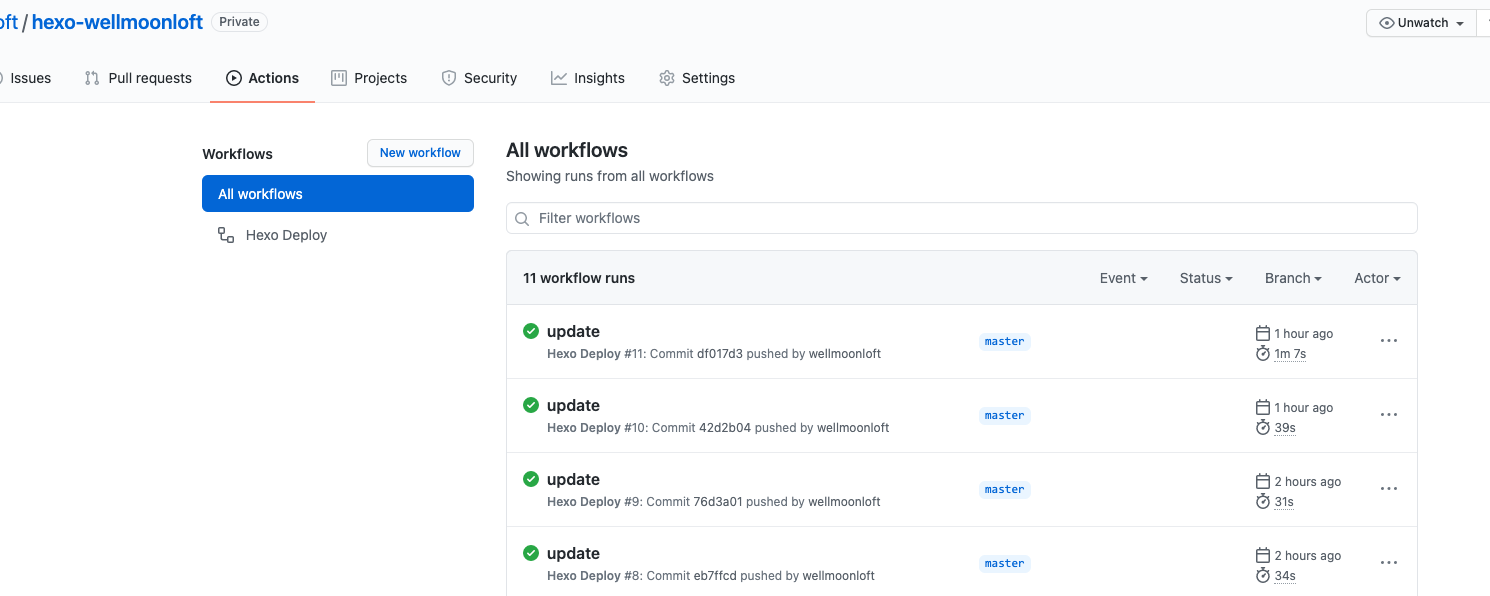 oft / hexo-wellmoonloft Private
Unwatch
Issues Pull requests Actions Projects Security Insights Settings
Workflows
New workflow
All workflows
Hexo Deploy
All workflows
Showing runs from all workflows
Filter workflows
11 workflow runs Event Status Branch Actor
update
Hexo Deploy #11: Commit df017d3 pushed by wellmoonloft
master
1 hour ago
1m 7s
update
Hexo Deploy #10: Commit 42d2b04 pushed by wellmoonloft
master
1 hour ago
39s
update
Hexo Deploy #9: Commit 76d3a01 pushed by wellmoonloft
master
2 hours ago
31s
update
Hexo Deploy #8: Commit eb7ffcd pushed by wellmoonloft
master
2 hours ago
34s